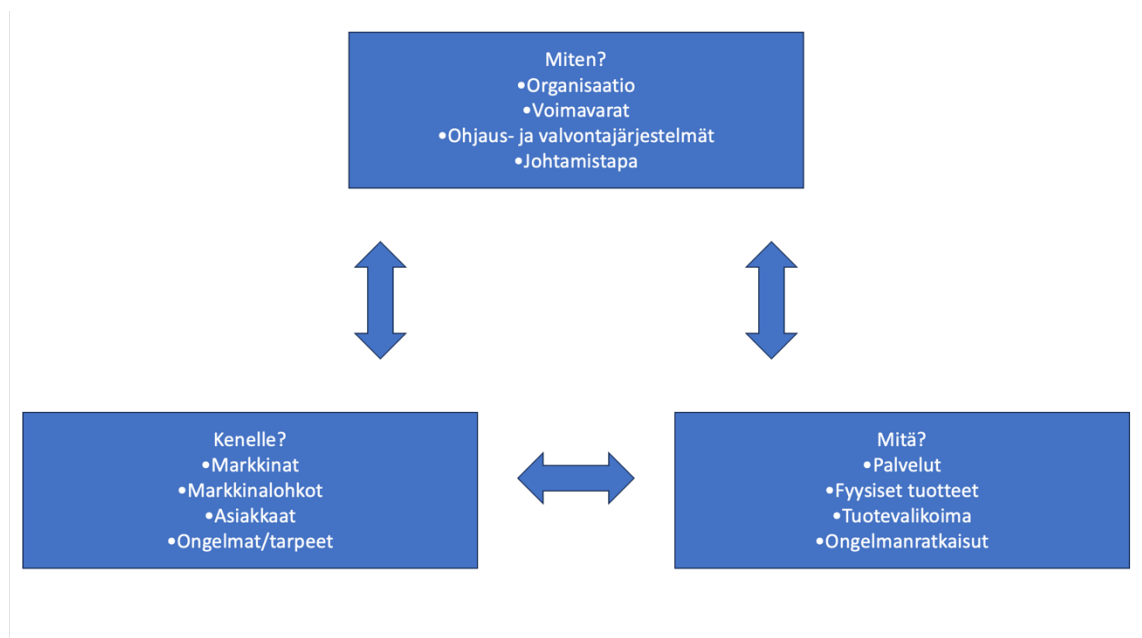 Miten?
•Organisaatio
•Voimavarat
•Ohjaus- ja valvontajärjestelmät
•Johtamistapa
Kenelle?
•Markkinat
•Markkinalohkot
•Asiakkaat
•Ongelmat/tarpeet
Mitä?
•Palvelut
•Fyysiset tuotteet
•Tuotevalikoima
•Ongelmanratkaisut